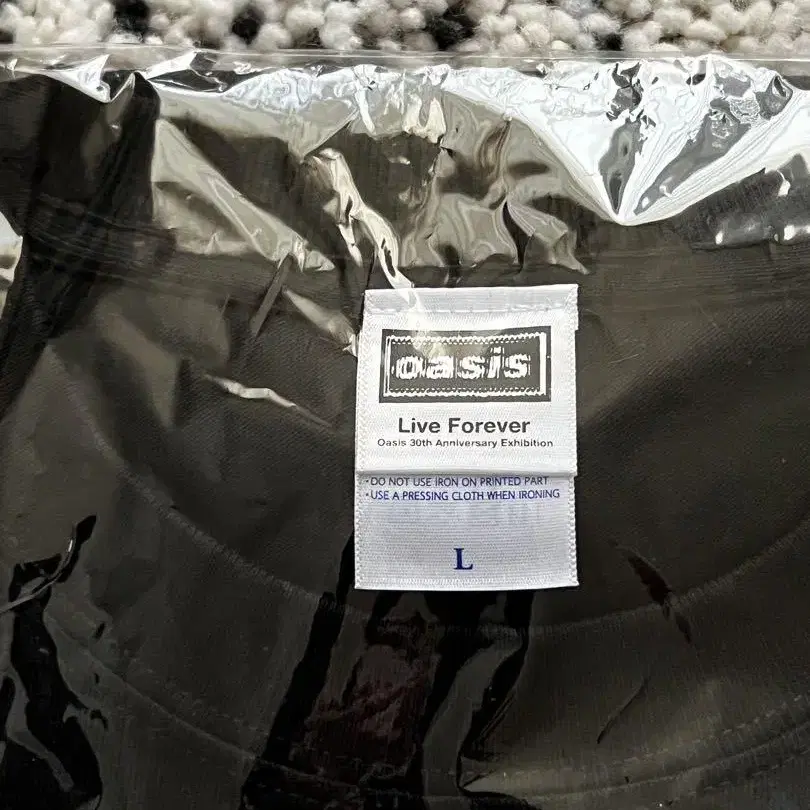 oasis
Live Forever
Oasis 30th Anniversary Exhibition
・DO NOT USE IRON ON PRINTED PART
・USE A PRESSING CLOTH WHEN IRONING
L